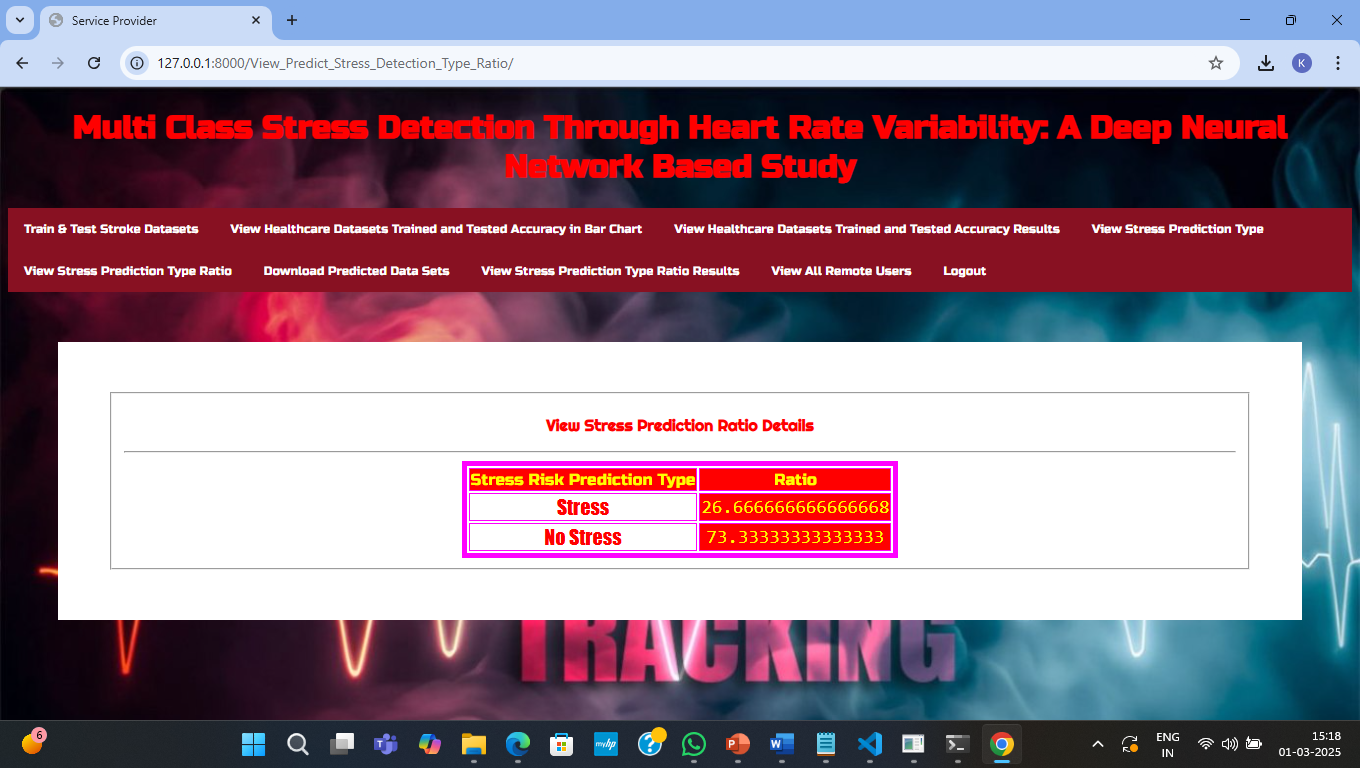 Service Provider
127.0.0.1:8000/View_Predict_Stress_Detection_Type_Ratio/
K
Multi Class Stress Detection Through Heart Rate Variability: A Deep Neural
Network Based Study
Train & Test Stroke Datasets View Healthcare Datasets Trained and Tested Accuracy in Bar Chart View Healthcare Datasets Trained and Tested Accuracy Results View Stress Prediction Type
View Stress Prediction Type Ratio Download Predicted Data Sets View Stress Prediction Type Ratio Results View All Remote Users Logout
View Stress Prediction Ratio Details
Stress Risk Prediction Type Ratio
Stress 26.666666666666668
No Stress 73.33333333333333
TRACKING
6
myhp
ENG
IN
15:18
01-03-2025